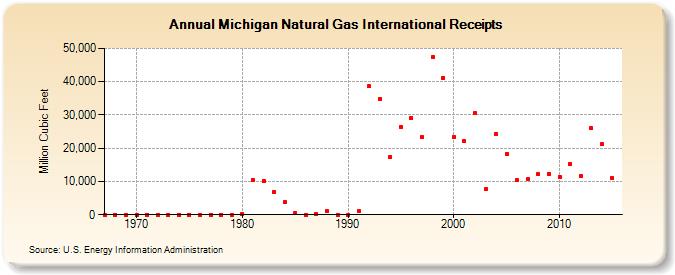 Annual Michigan Natural Gas International Receipts
Million Cubic Feet
50,000
40,000
30,000
20,000
10,000
0
1970 1980 1990 2000 2010
Source: U.S. Energy Information Administration